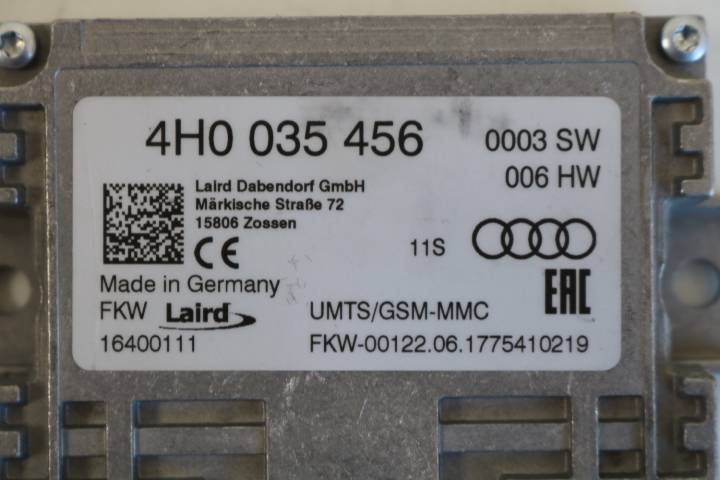 4H0 035 456
0003 SW
006 HW
Laird Dabendorf GmbH
Märkische Straße 72
15806 Zossen
CE
11S
Made in Germany
EAC
FKW Laird
UMTS/GSM-MMC
16400111
FKW-00122.06.1775410219